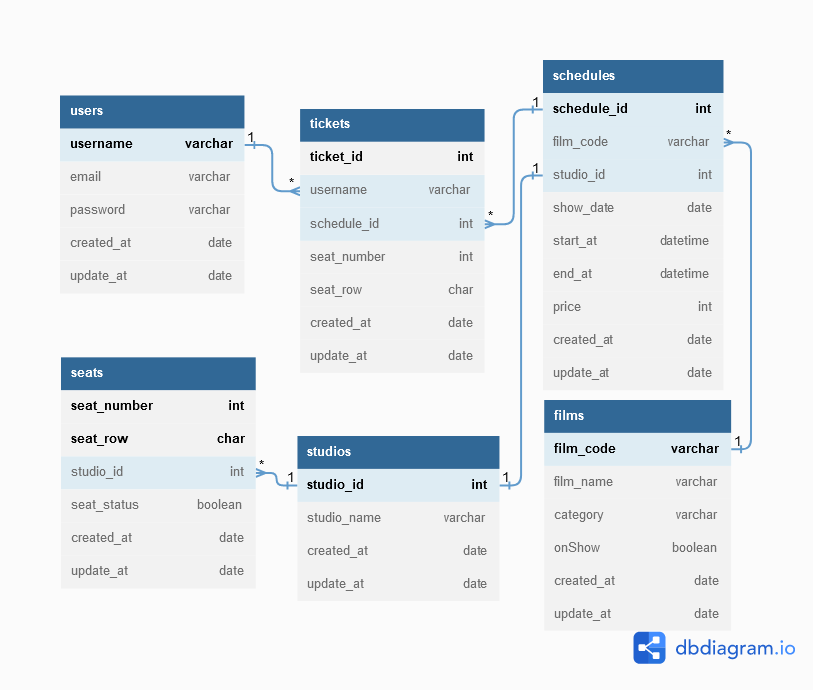 users
username varchar
email varchar
password varchar
created_at date
update_at date
1
*
tickets
ticket_id int
username varchar
schedule_id int
seat_number int
seat_row char
created_at date
update_at date
*
1
1
schedules
schedule_id int
film_code varchar
studio_id int
show_date date
start_at datetime
end_at datetime
price int
created_at date
update_at date
*
seats
seat_number int
seat_row char
studio_id int
seat_status boolean
created_at date
update_at date
*
1
studios
studio_id int
studio_name varchar
created_at date
update_at date
1
films
film_code varchar
film_name varchar
category varchar
onShow boolean
created_at date
update_at date
1
dbdiagram.io